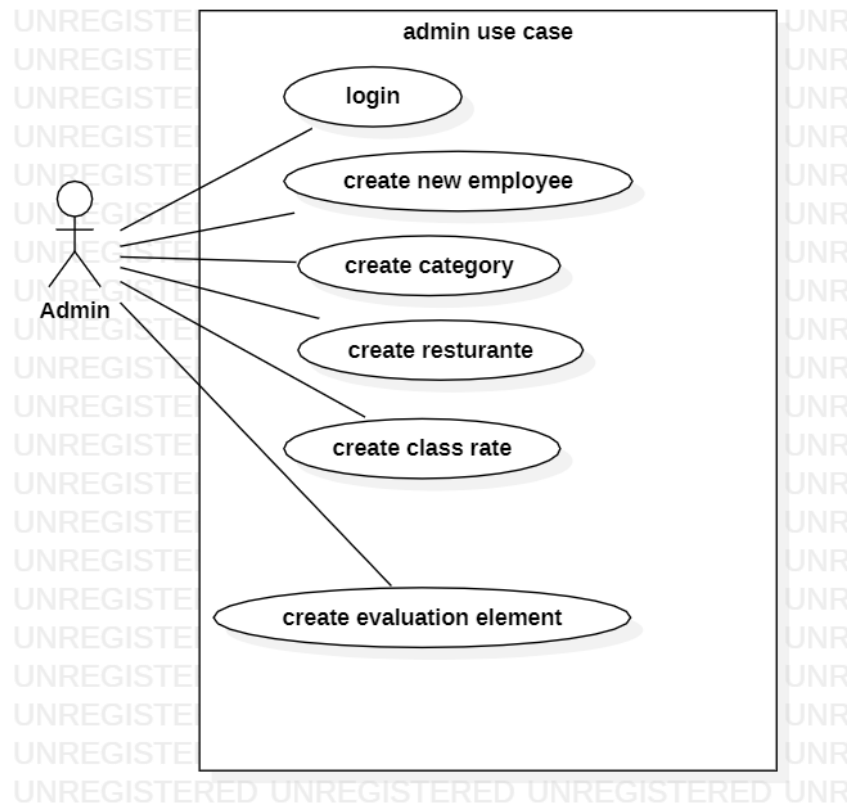 admin use case
login
create new employee
create category
create resturante
create class rate
create evaluation element
Admin
UNREGISTERED UNREGISTERED UNREGISTERED